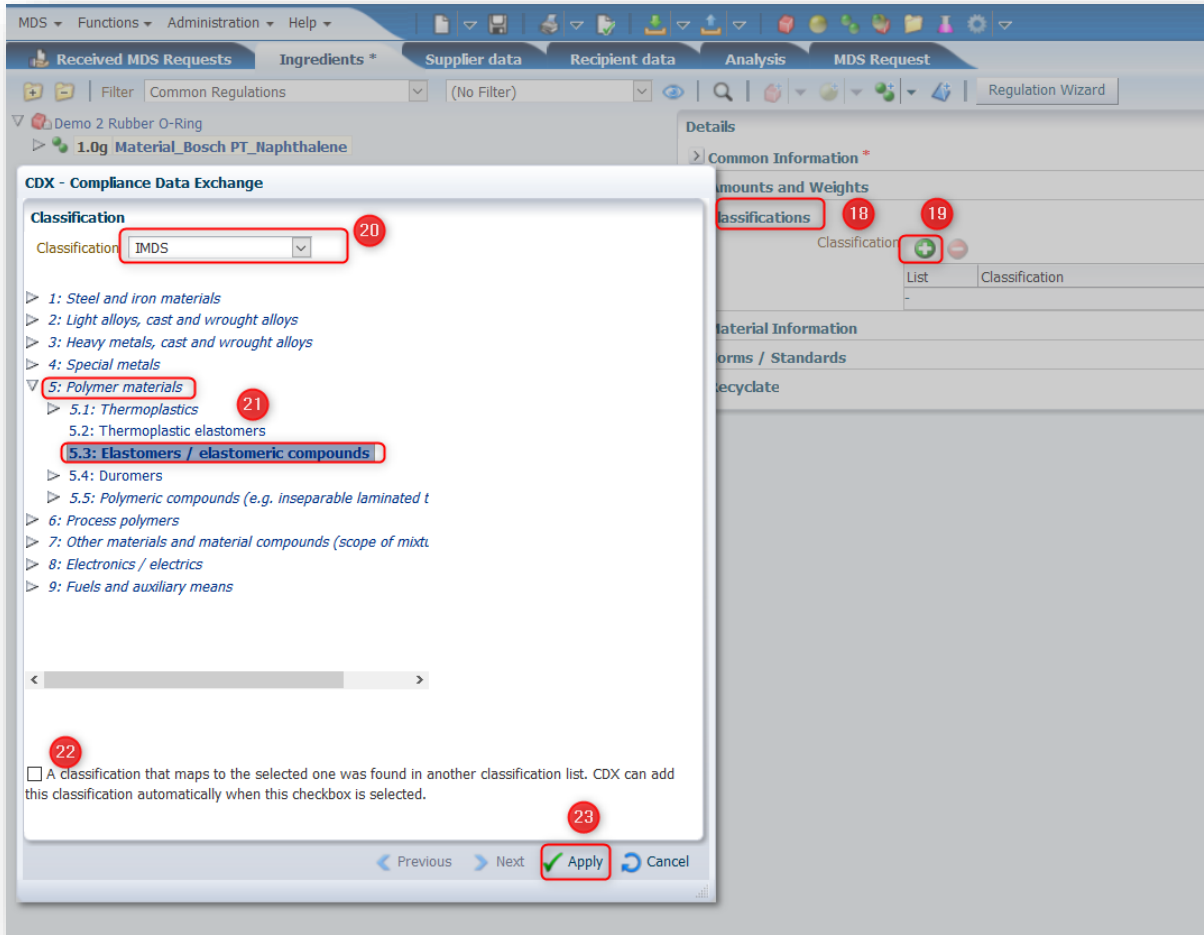 MDS Functions Administration Help
Received MDS Requests Ingredients * Supplier data Recipient data Analysis MDS Request
Filter Common Regulations (No Filter) Regulation Wizard
Demo 2 Rubber O-Ring
1.0g Material_Bosch PT_Naphthalene
Details
Common Information *
mounts and Weights
lassifications 18 19
Classification
List Classification
-
aterial Information
orms / Standards
ecyclate
CDX - Compliance Data Exchange
Classification
20
Classification IMDS
1: Steel and iron materials
2: Light alloys, cast and wrought alloys
3: Heavy metals, cast and wrought alloys
4: Special metals
5: Polymer materials
21
5.1: Thermoplastics
5.2: Thermoplastic elastomers
5.3: Elastomers / elastomeric compounds
5.4: Duromers
5.5: Polymeric compounds (e.g. inseparable laminated t
6: Process polymers
7: Other materials and material compounds (scope of mixtu
8: Electronics / electrics
9: Fuels and auxiliary means
22
A classification that maps to the selected one was found in another classification list. CDX can add
this classification automatically when this checkbox is selected.
23
Previous Next Apply Cancel